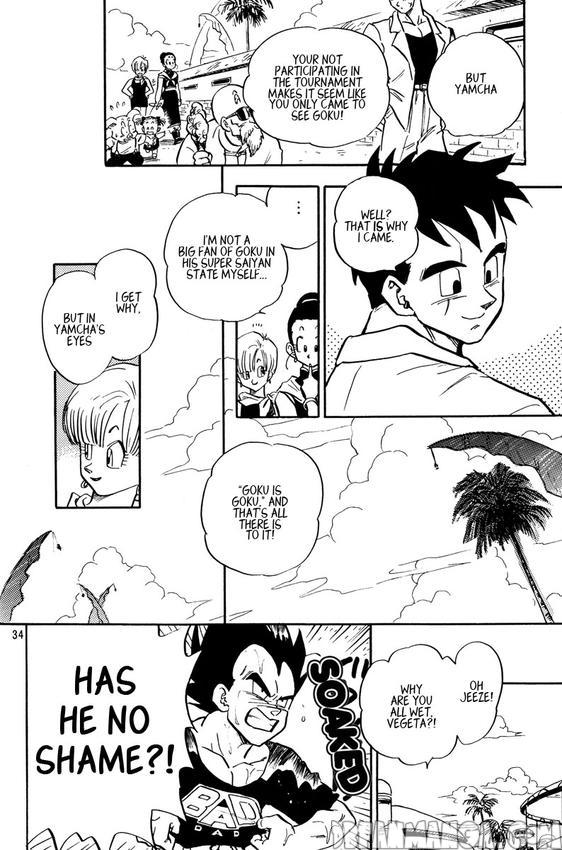 BUT
YAMCHA
YOUR NOT
PARTICIPATING IN
THE TOURNAMENT
MAKES IT SEEM LIKE
YOU ONLY CAME TO
SEE GOKU!
WELL?
THAT IS WHY
I CAME.
...
I'M NOT A
BIG FAN OF GOKU IN
HIS SUPER SAIYAN
STATE MYSELF...
I GET
WHY,
BUT IN
YAMCHA'S
EYES
"GOKU IS
GOKU," AND
THAT'S ALL
THERE IS
TO IT!
OH
JEEZE!
WHY
ARE YOU
ALL WET,
VEGETA?!
SOAKED
HAS
HE NO
SHAME?!
BAD
BAD
34